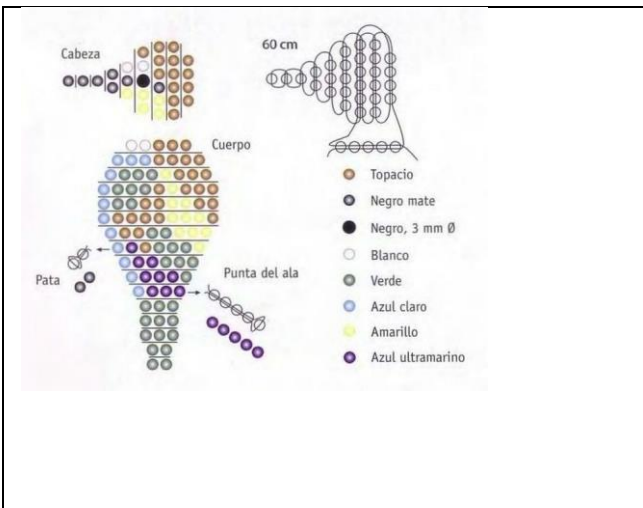 Cabeza
60 cm
Cuerpo
Topacio
Negro mate
Negro, 3 mm Ø
Blanco
Verde
Azul claro
Amarillo
Azul ultramarino
Pata
Punta del ala